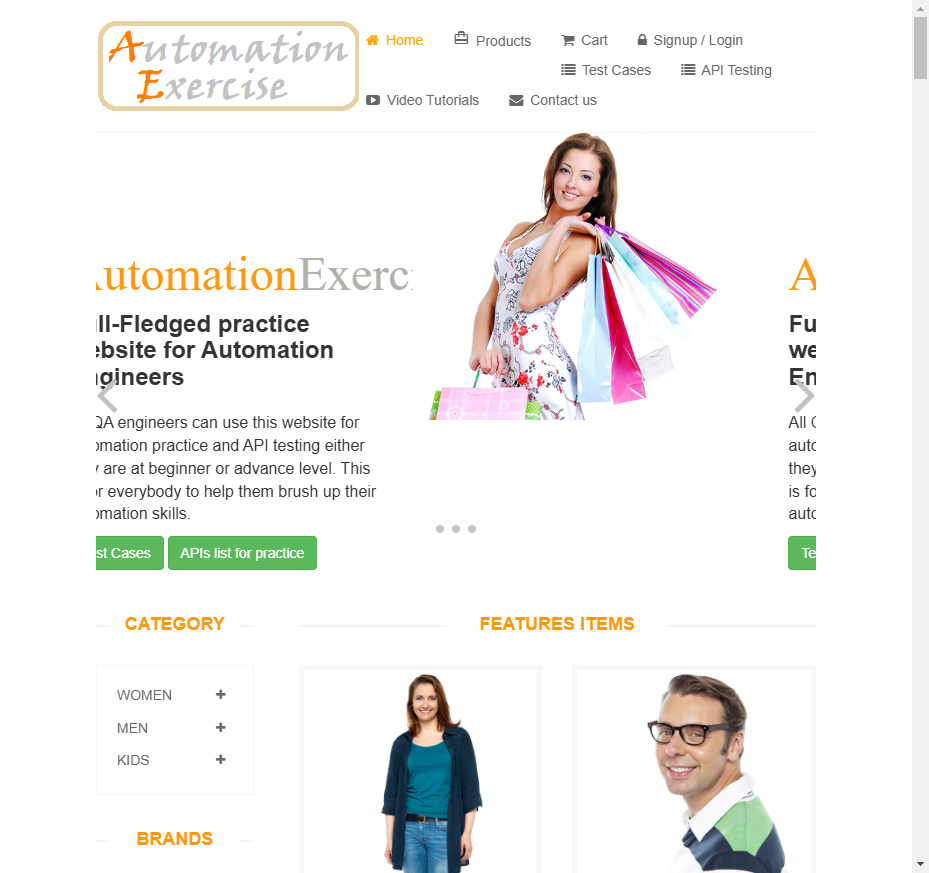 Automation
Exercise
Home Products Cart Signup / Login
Test Cases API Testing
Video Tutorials Contact us
utomationExerc
ll-Fledged practice
ebsite for Automation
gineers
QA engineers can use this website for
omation practice and API testing either
y are at beginner or advance level. This
or everybody to help them brush up their
omation skills.
st Cases APIs list for practice
A
Fu
we
En
All
auto
they
is fo
auto
Te
CATEGORY
WOMEN
MEN
KIDS
BRANDS
FEATURES ITEMS